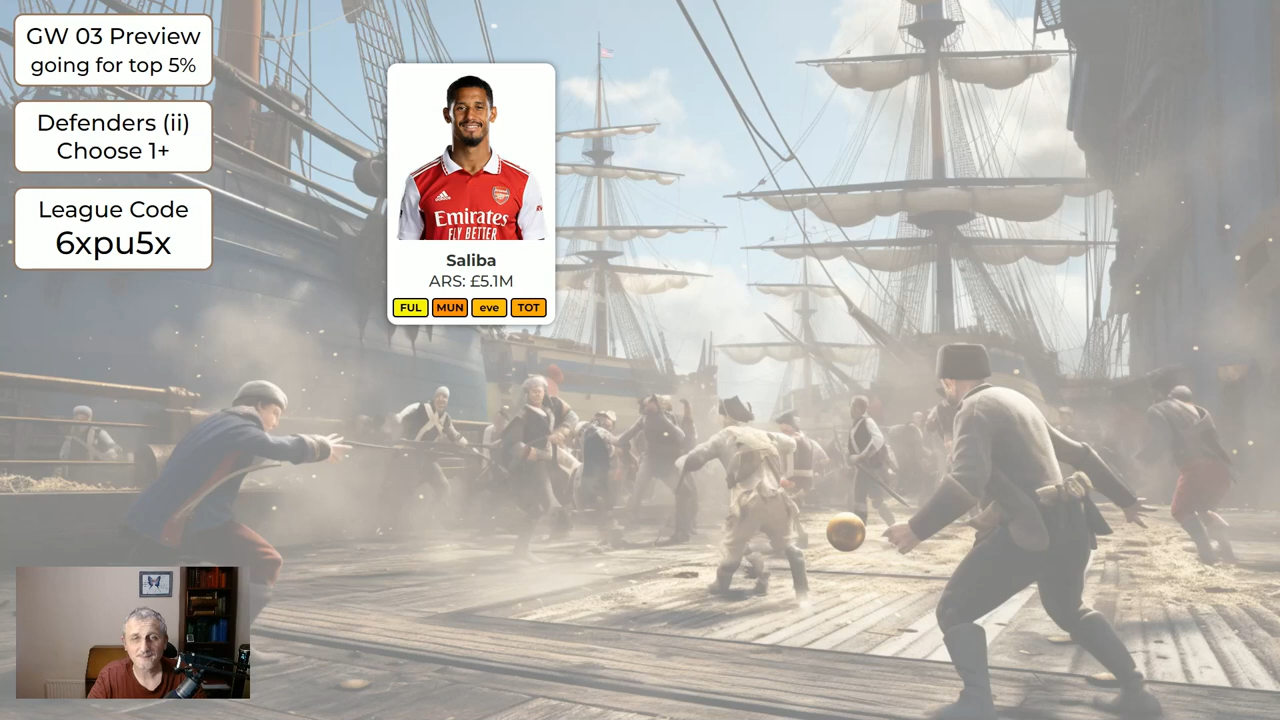 GW 03 Preview
going for top 5%
Defenders (ii)
Choose 1+
League Code
6xpu5x
Emirates
FLY BETTER
Saliba
ARS: £5.1M
FUL MUN eve TOT